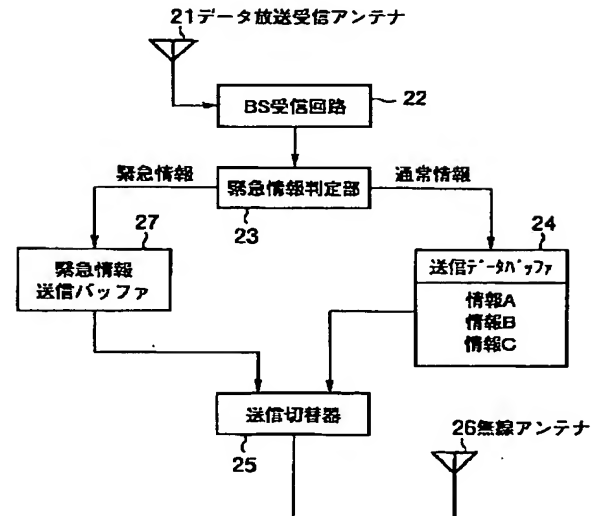 21データ放送受信アンテナ
BS受信回路
22
緊急情報
緊急情報判定部
通常情報
23
27
緊急情報
送信バッファ
24
送信データバッファ
情報A
情報B
情報C
送信切替器
25
26無線アンテナ